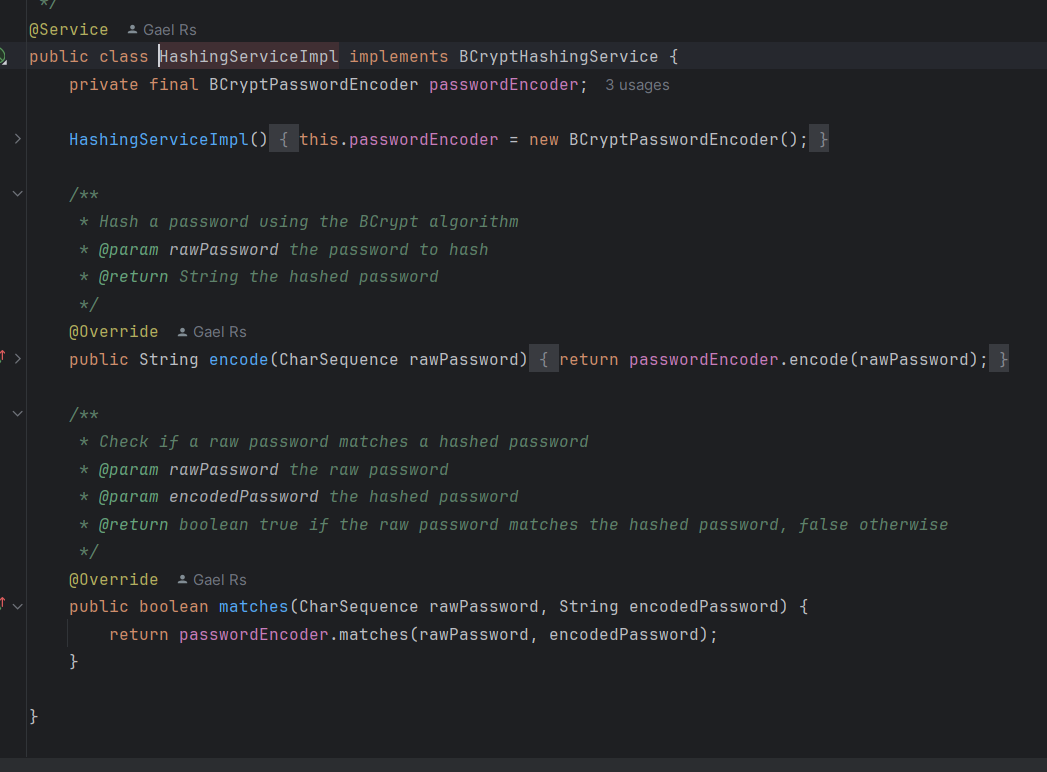 */
@Service Gael Rs
public class HashingServiceImpl implements BCryptHashingService {
private final BCryptPasswordEncoder passwordEncoder; 3 usages
HashingServiceImpl() { this.passwordEncoder = new BCryptPasswordEncoder(); }
/**
* Hash a password using the BCrypt algorithm
* @param rawPassword the password to hash
* @return String the hashed password
*/
@Override Gael Rs
public String encode(CharSequence rawPassword) { return passwordEncoder.encode(rawPassword); }
/**
* Check if a raw password matches a hashed password
* @param rawPassword the raw password
* @param encodedPassword the hashed password
* @return boolean true if the raw password matches the hashed password, false otherwise
*/
@Override Gael Rs
public boolean matches(CharSequence rawPassword, String encodedPassword) {
return passwordEncoder.matches(rawPassword, encodedPassword);
}
}